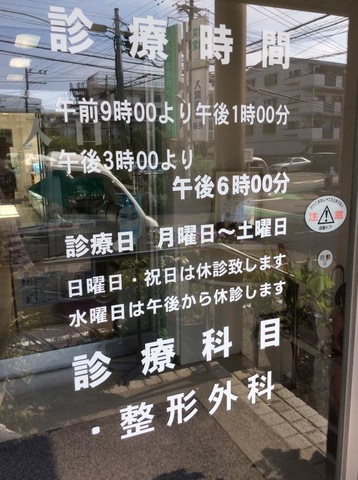 診療時間
午前9時00より午後1時00分
午後3時00より
午後6時00分
診療日 月曜日～土曜日
日曜日・祝日は休診致します
水曜日は午後から休診します
注意
診療科目
・整形外科